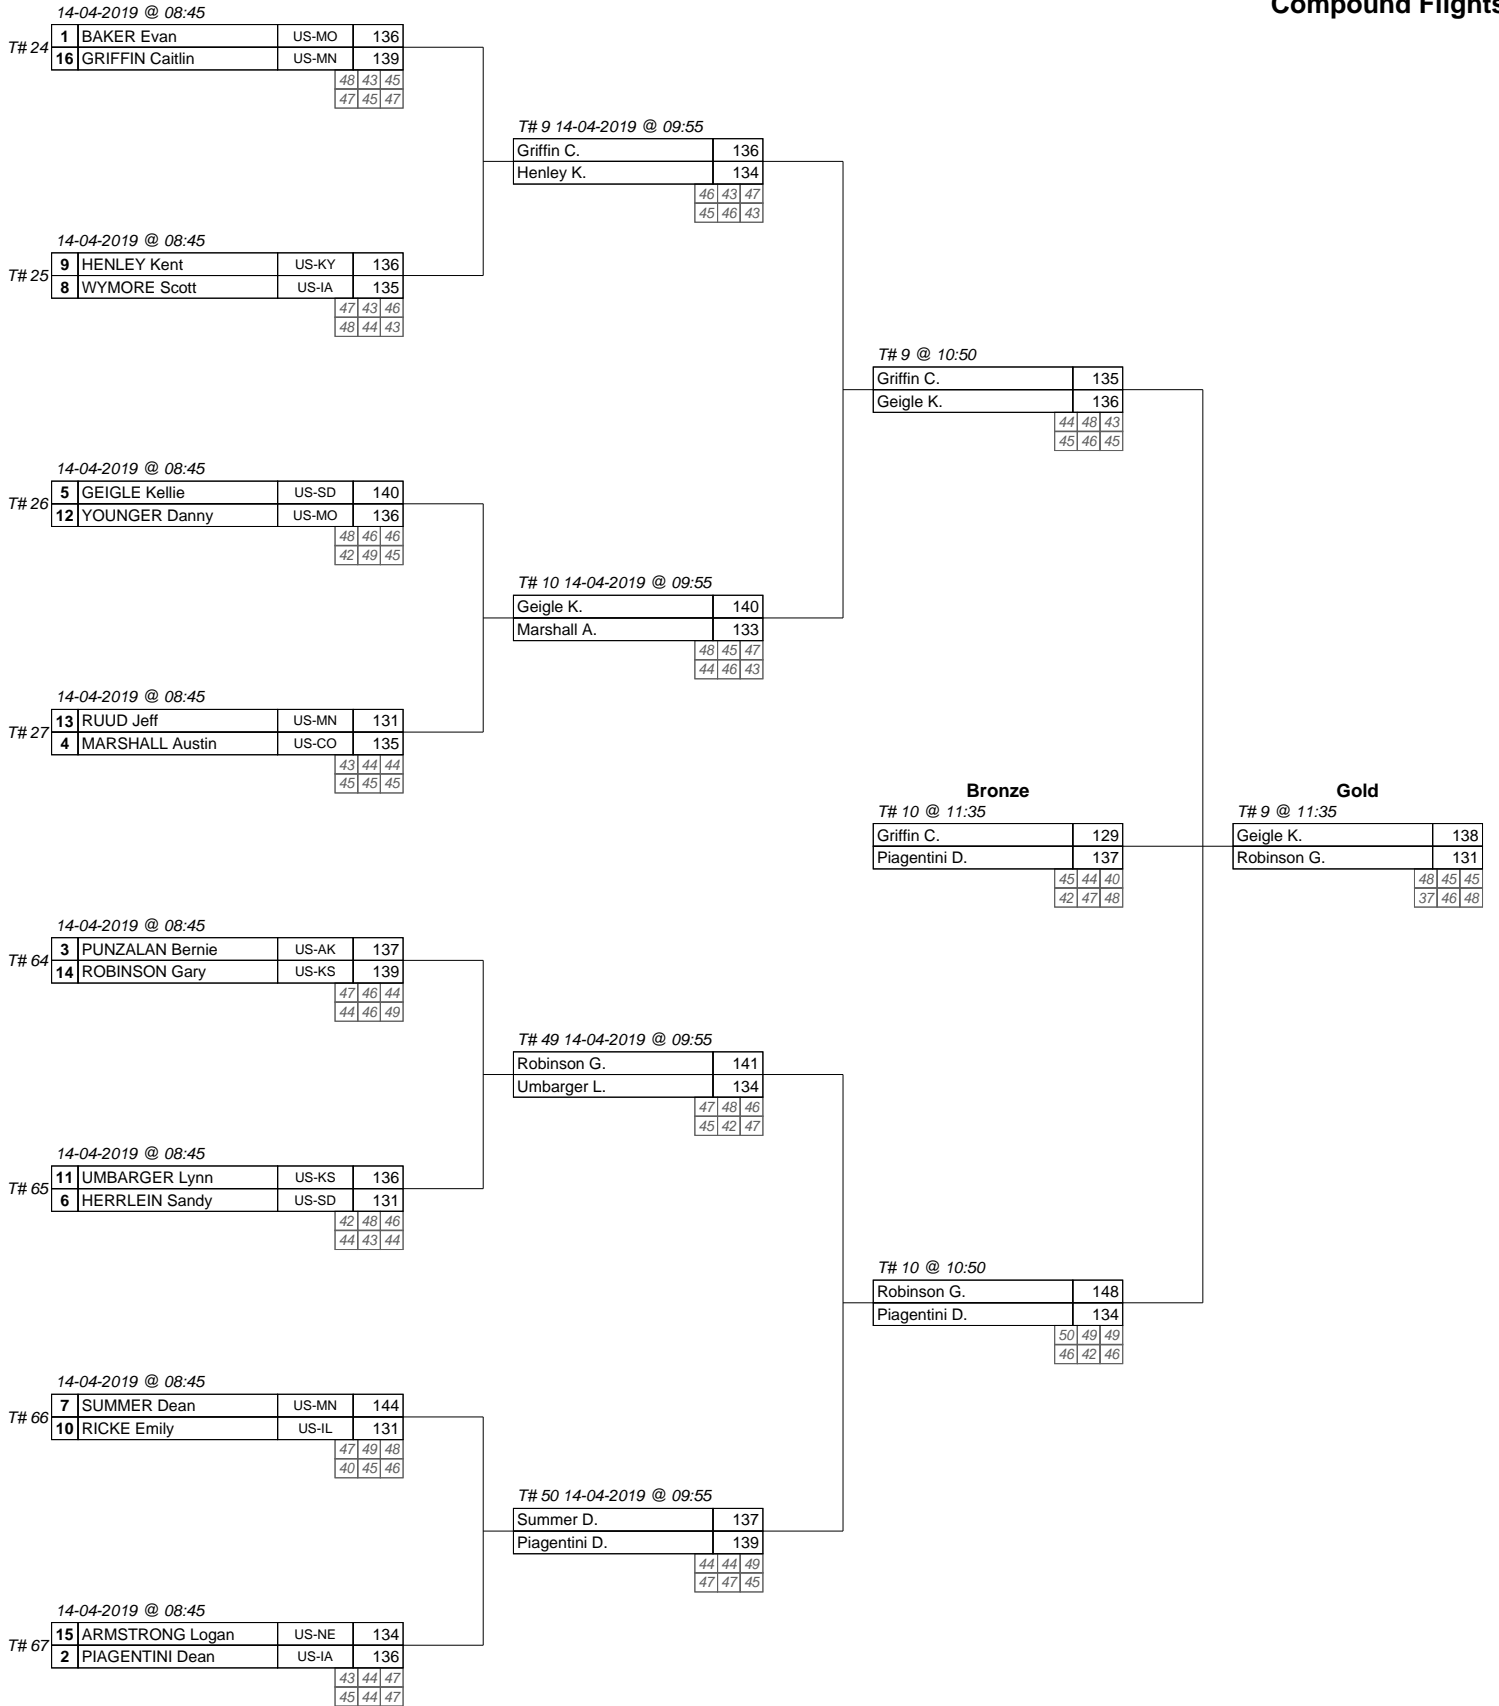 Compound Flights
14-04-2019 @ 08:45
T# 24
1 BAKER Evan US-MO 136
16 GRIFFIN Caitlin US-MN 139
48 43 45
47 45 47
T# 9 14-04-2019 @ 09:55
Griffin C. 136
Henley K. 134
46 43 47
45 46 43
14-04-2019 @ 08:45
T# 25
9 HENLEY Kent US-KY 136
8 WYMORE Scott US-IA 135
47 43 46
48 44 43
T# 9 @ 10:50
Griffin C. 135
Geigle K. 136
44 48 43
45 46 45
14-04-2019 @ 08:45
T# 26
5 GEIGLE Kellie US-SD 140
12 YOUNGER Danny US-MO 136
48 46 46
42 49 45
T# 10 14-04-2019 @ 09:55
Geigle K. 140
Marshall A. 133
48 45 47
44 46 43
14-04-2019 @ 08:45
T# 27
13 RUUD Jeff US-MN 131
4 MARSHALL Austin US-CO 135
43 44 44
45 45 45
Bronze
T# 10 @ 11:35
Griffin C. 129
Piagentini D. 137
45 44 40
42 47 48
Gold
T# 9 @ 11:35
Geigle K. 138
Robinson G. 131
48 45 45
37 46 48
14-04-2019 @ 08:45
T# 64
3 PUNZALAN Bernie US-AK 137
14 ROBINSON Gary US-KS 139
47 46 44
44 46 49
T# 49 14-04-2019 @ 09:55
Robinson G. 141
Umbarger L. 134
47 48 46
45 42 47
14-04-2019 @ 08:45
T# 65
11 UMBARGER Lynn US-KS 136
6 HERRLEIN Sandy US-SD 131
42 48 46
44 43 44
T# 10 @ 10:50
Robinson G. 148
Piagentini D. 134
50 49 49
46 42 46
14-04-2019 @ 08:45
T# 66
7 SUMMER Dean US-MN 144
10 RICKE Emily US-IL 131
47 49 48
40 45 46
T# 50 14-04-2019 @ 09:55
Summer D. 137
Piagentini D. 139
44 44 49
47 47 45
14-04-2019 @ 08:45
T# 67
15 ARMSTRONG Logan US-NE 134
2 PIAGENTINI Dean US-IA 136
43 44 47
45 44 47